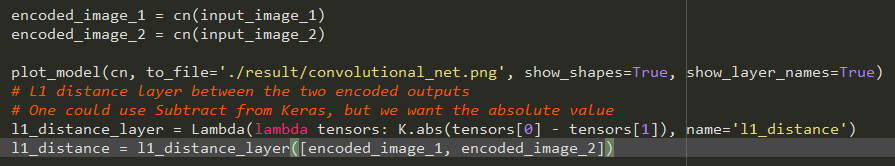 encoded_image_1 = cn(input_image_1)
encoded_image_2 = cn(input_image_2)
plot_model(cn, to_file='./result/convolutional_net.png', show_shapes=True, show_layer_names=True)
# L1 distance layer between the two encoded outputs
# One could use Subtract from Keras, but we want the absolute value
l1_distance_layer = Lambda(lambda tensors: K.abs(tensors[0] - tensors[1]), name='l1_distance')
l1_distance = l1_distance_layer([encoded_image_1, encoded_image_2])